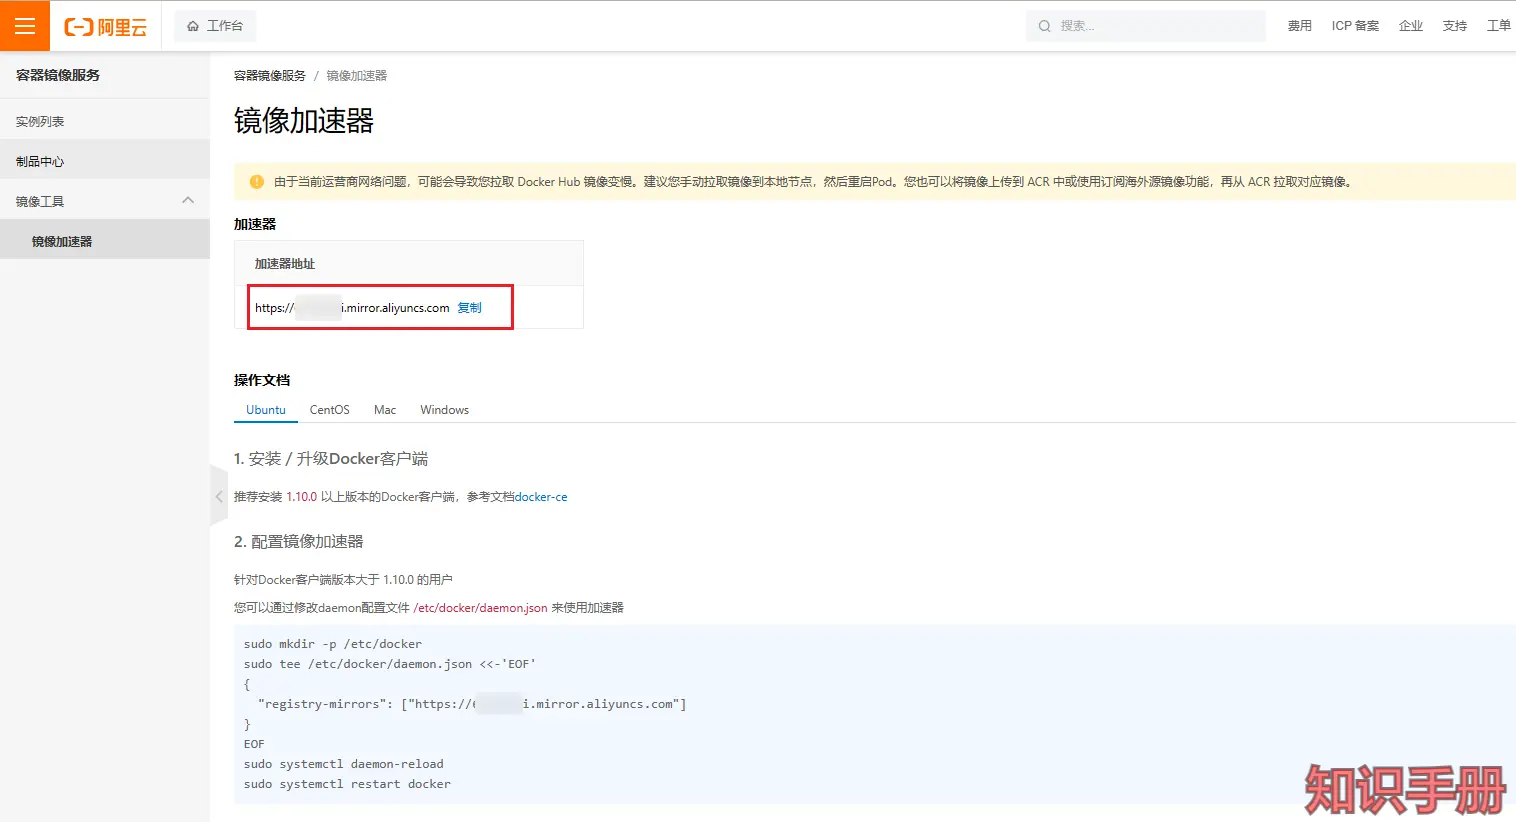 阿里云
工作台
搜索...
费用
ICP 备案
企业
支持
工单
容器镜像服务
实例列表
制品中心
镜像工具
镜像加速器
容器镜像服务 / 镜像加速器
镜像加速器
由于当前运营商网络问题，可能会导致您拉取 Docker Hub 镜像变慢。建议您手动拉取镜像到本地节点，然后重启Pod。您也可以将镜像上传到 ACR 中或使用订阅海外源镜像功能，再从 ACR 拉取对应镜像。
加速器
加速器地址
https:// i.mirror.aliyuncs.com 复制
操作文档
Ubuntu CentOS Mac Windows
1. 安装 / 升级Docker客户端
推荐安装 1.10.0 以上版本的Docker客户端，参考文档docker-ce
2. 配置镜像加速器
针对Docker客户端版本大于 1.10.0 的用户
您可以通过修改daemon配置文件 /etc/docker/daemon.json 来使用加速器
sudo mkdir -p /etc/docker
sudo tee /etc/docker/daemon.json <<-'EOF'
{
"registry-mirrors": ["https:// i.mirror.aliyuncs.com"]
}
EOF
sudo systemctl daemon-reload
sudo systemctl restart docker
知识手册